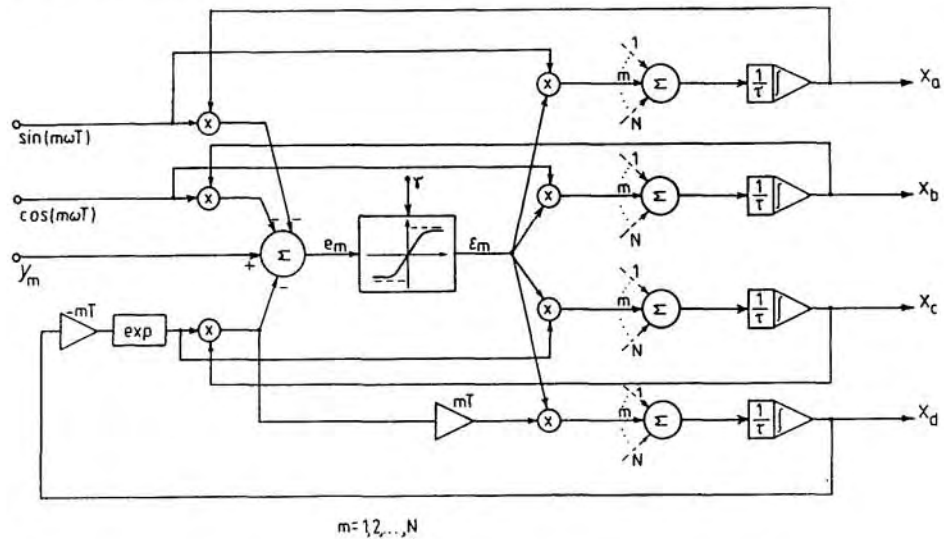 1
X m Σ 1/τ ∫ X_a
N
sin(mωT) X
1
cos(mωT) X X m Σ 1/τ ∫ X_b
N
γ
- -
y_m + Σ e_m ε_m
-
1
-mT exp X X m Σ 1/τ ∫ X_c
N
1
mT X m Σ 1/τ ∫ X_d
N
m=1,2,...,N